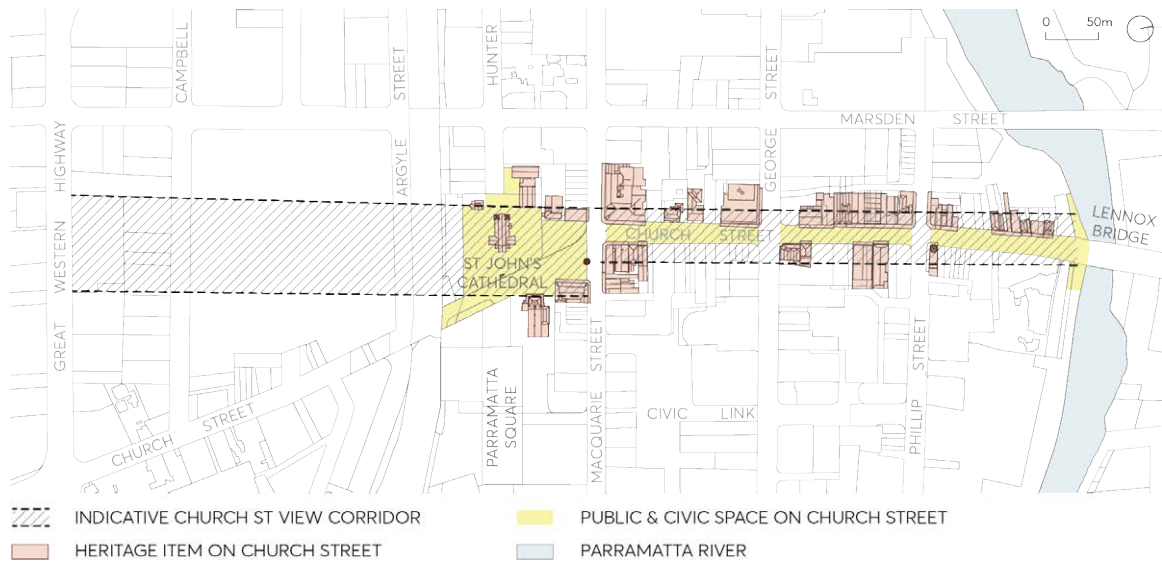 0 50m
CAMPBELL
STREET
HUNTER
STREET
MARSDEN STREET
HIGHWAY
ARGYLE
GEORGE
LENNOX
BRIDGE
CHURCH STREET
WESTERN
ST JOHN'S
CATHEDRAL
GREAT
STREET
STREET
PARRAMATTA
SQUARE
CIVIC LINK
CHURCH STREET
MACQUARIE
PHILLIP
INDICATIVE CHURCH ST VIEW CORRIDOR
PUBLIC & CIVIC SPACE ON CHURCH STREET
HERITAGE ITEM ON CHURCH STREET
PARRAMATTA RIVER